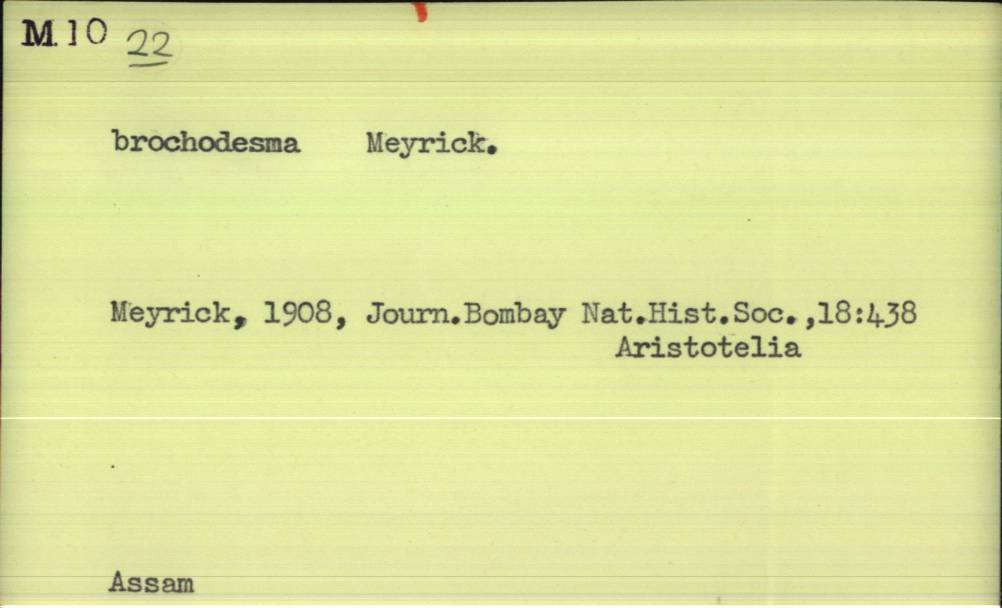 M.10 22
brochodesma Meyrick.
Meyrick, 1908, Journ.Bombay Nat.Hist.Soc.,18:438
Aristotelia
Assam